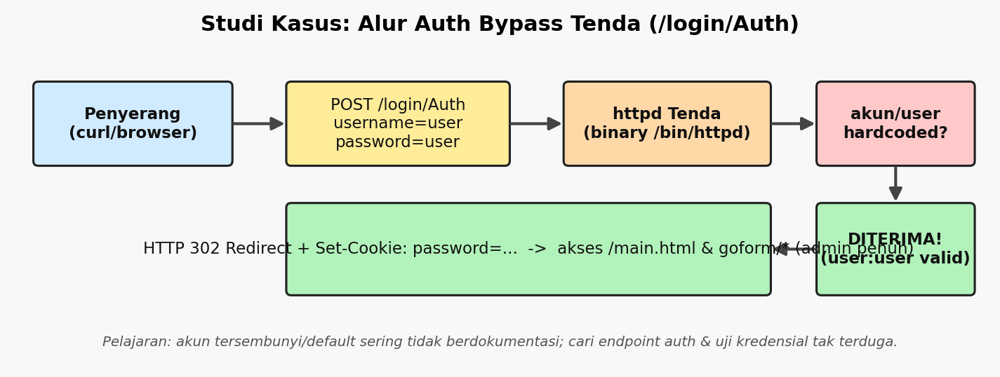 Studi Kasus: Alur Auth Bypass Tenda (/login/Auth)
Penyerang
(curl/browser)
POST /login/Auth
username=user
password=user
httpd Tenda
(binary /bin/httpd)
akun/user
hardcoded?
HTTP 302 Redirect + Set-Cookie: password=... -> akses /main.html & goform/* (admin penuh)
DITERIMA!
(user:user valid)
Pelajaran: akun tersembunyi/default sering tidak berdokumentasi; cari endpoint auth & uji kredensial tak terduga.